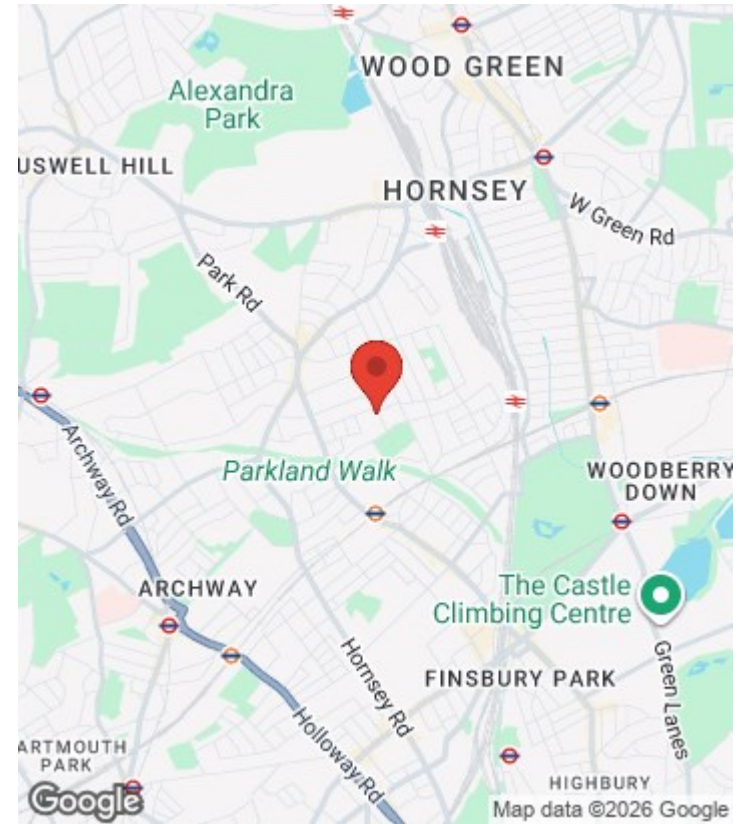 WOOD GREEN
Alexandra
Park
USWELL HILL
HORNSEY
W Green Rd
Park Rd
Archway Rd
Parkland Walk
WOODBERRY
DOWN
ARCHWAY
The Castle
Climbing Centre
Hornsey Rd
FINSBURY PARK
Green Lanes
Holloway Rd
ARTMOUTH
PARK
HIGHBURY
Google
Map data ©2026 Google